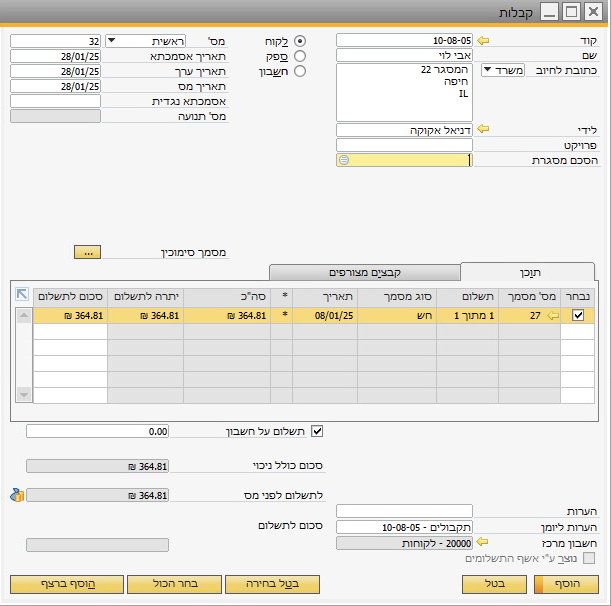 קבלות
קוד 10-08-05
שם אבי לוי
כתובת לחיוב משרד המסגר 22
חיפה
IL
לידי דניאל אקוקה
פרויקט
הסכם מסגרת
לקוח
ספק
חשבון
מס' ראשית 32
תאריך אסמכתא 28/01/25
תאריך ערך 28/01/25
תאריך מס 28/01/25
אסמכתא נגדית
מס' תנועה
מסמך סימוכין ...
תוכן קבצים מצורפים
נבחר מס' מסמך תשלום סוג מסמך תאריך * סה"כ יתרה לתשלום סכום לתשלום
27 1 מתוך 1 חש 08/01/25 * 364.81 ₪ 364.81 ₪ 364.81 ₪
תשלום על חשבון 0.00
סכום כולל ניכוי 364.81 ₪
לתשלום לפני מס 364.81 ₪
סכום לתשלום
הערות
הערות ליומן תקבולים - 10-08-05
חשבון מרכז 20000 - לקוחות
נוצר ע"י אשף התשלומים
הוסף בטל בטל בחירה בחר הכול הוסף ברצף